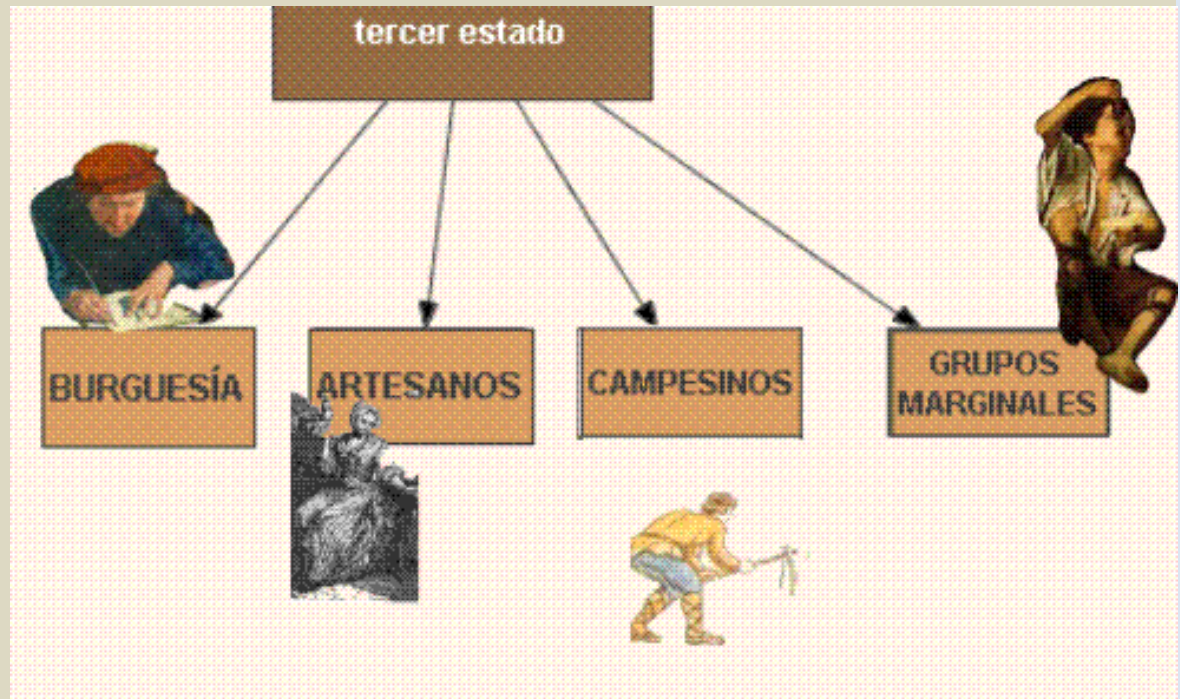 tercer estado
BURGUESÍA
ARTESANOS
CAMPESINOS
GRUPOS
MARGINALES